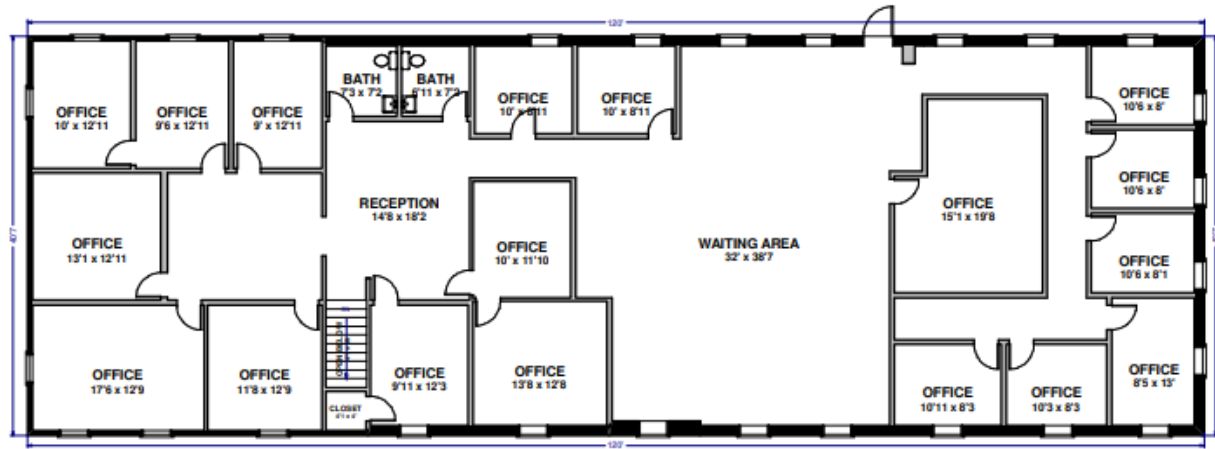 120'
BATH
7'3 x 7'2
BATH
6'11 x 7'2
OFFICE
10' x 12'11
OFFICE
9'6 x 12'11
OFFICE
9' x 12'11
OFFICE
10' x 8'11
OFFICE
10' x 8'11
OFFICE
10'6 x 8'
OFFICE
10'6 x 8'
RECEPTION
14'8 x 18'2
OFFICE
15'1 x 19'8
40'7
OFFICE
13'1 x 12'11
OFFICE
10' x 11'10
WAITING AREA
32' x 38'7
OFFICE
10'6 x 8'1
OPEN BELOW
OFFICE
17'6 x 12'9
OFFICE
11'8 x 12'9
OFFICE
9'11 x 12'3
OFFICE
13'8 x 12'8
OFFICE
8'5 x 13'
OFFICE
10'11 x 8'3
OFFICE
10'3 x 8'3
CLOSET
120'